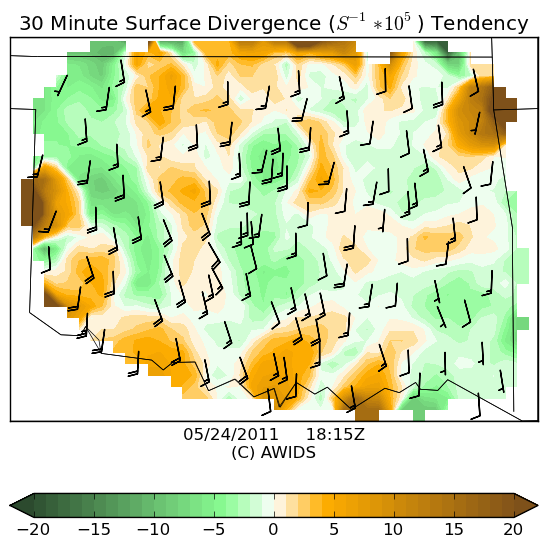 30 Minute Surface Divergence (S⁻¹ *10⁵ ) Tendency
05/24/2011 18:15Z
(C) AWIDS
−20 −15 −10 −5 0 5 10 15 20